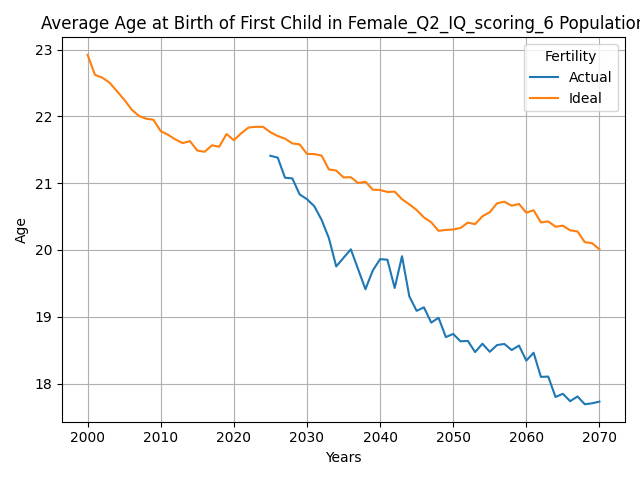 Average Age at Birth of First Child in Female_Q2_IQ_scoring_6 Population
Fertility
Actual
Ideal
23
22
21
20
19
18
Age
2000 2010 2020 2030 2040 2050 2060 2070
Years